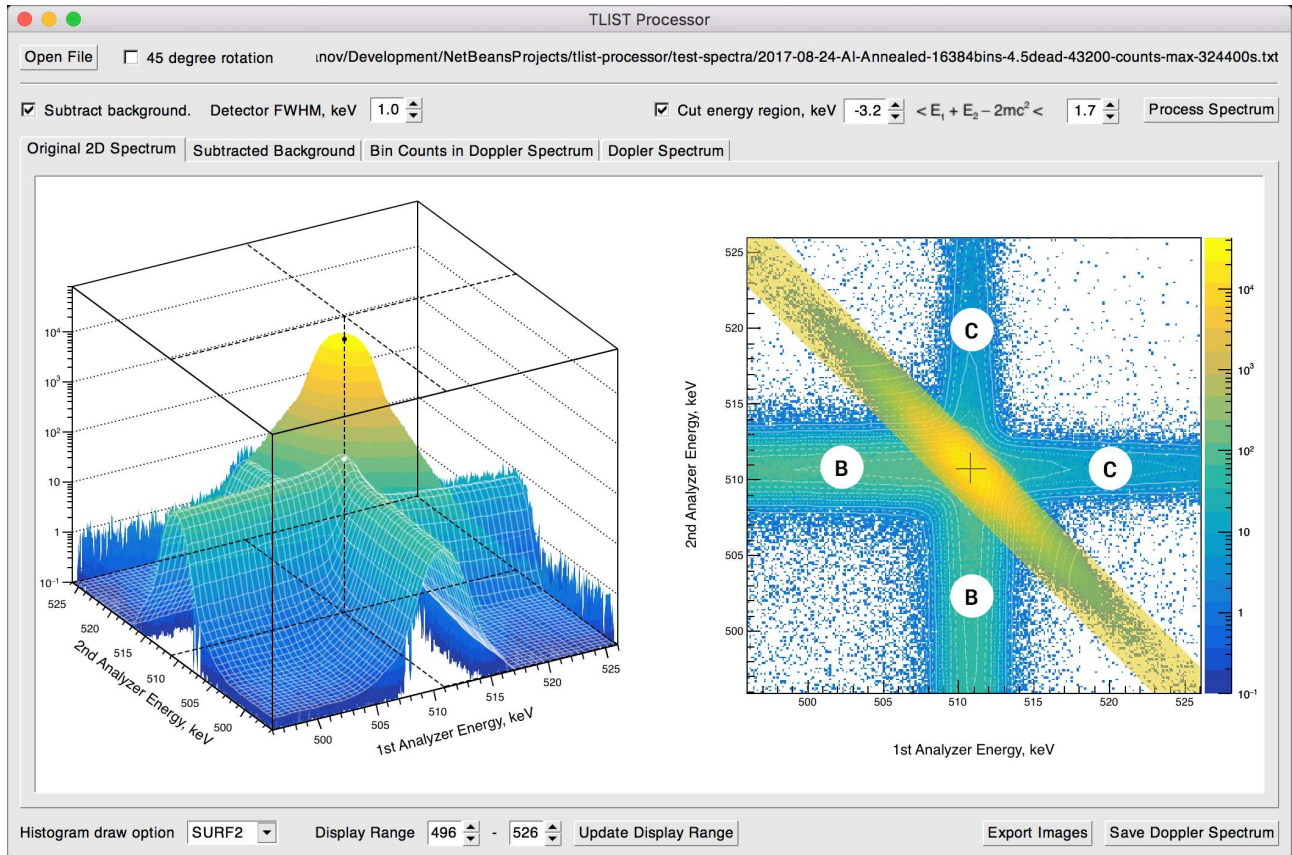 TLIST Processor
Open File 45 degree rotation ınov/Development/NetBeansProjects/tlist-processor/test-spectra/2017-08-24-Al-Annealed-16384bins-4.5dead-43200-counts-max-324400s.txt
Subtract background. Detector FWHM, keV 1.0 Cut energy region, keV -3.2 < E₁ + E₂ − 2mc² < 1.7 Process Spectrum
Original 2D Spectrum Subtracted Background Bin Counts in Doppler Spectrum Dopler Spectrum
10⁴
10³
10²
10
1
10⁻¹
525
520
515
510
505
500
2nd Analyzer Energy, keV
500
505
510
515
520
525
1st Analyzer Energy, keV
525
520
515
510
505
500
2nd Analyzer Energy, keV
C
B
C
B
500 505 510 515 520 525
1st Analyzer Energy, keV
10⁴
10³
10²
10
1
10⁻¹
Histogram draw option SURF2 Display Range 496 - 526 Update Display Range Export Images Save Doppler Spectrum